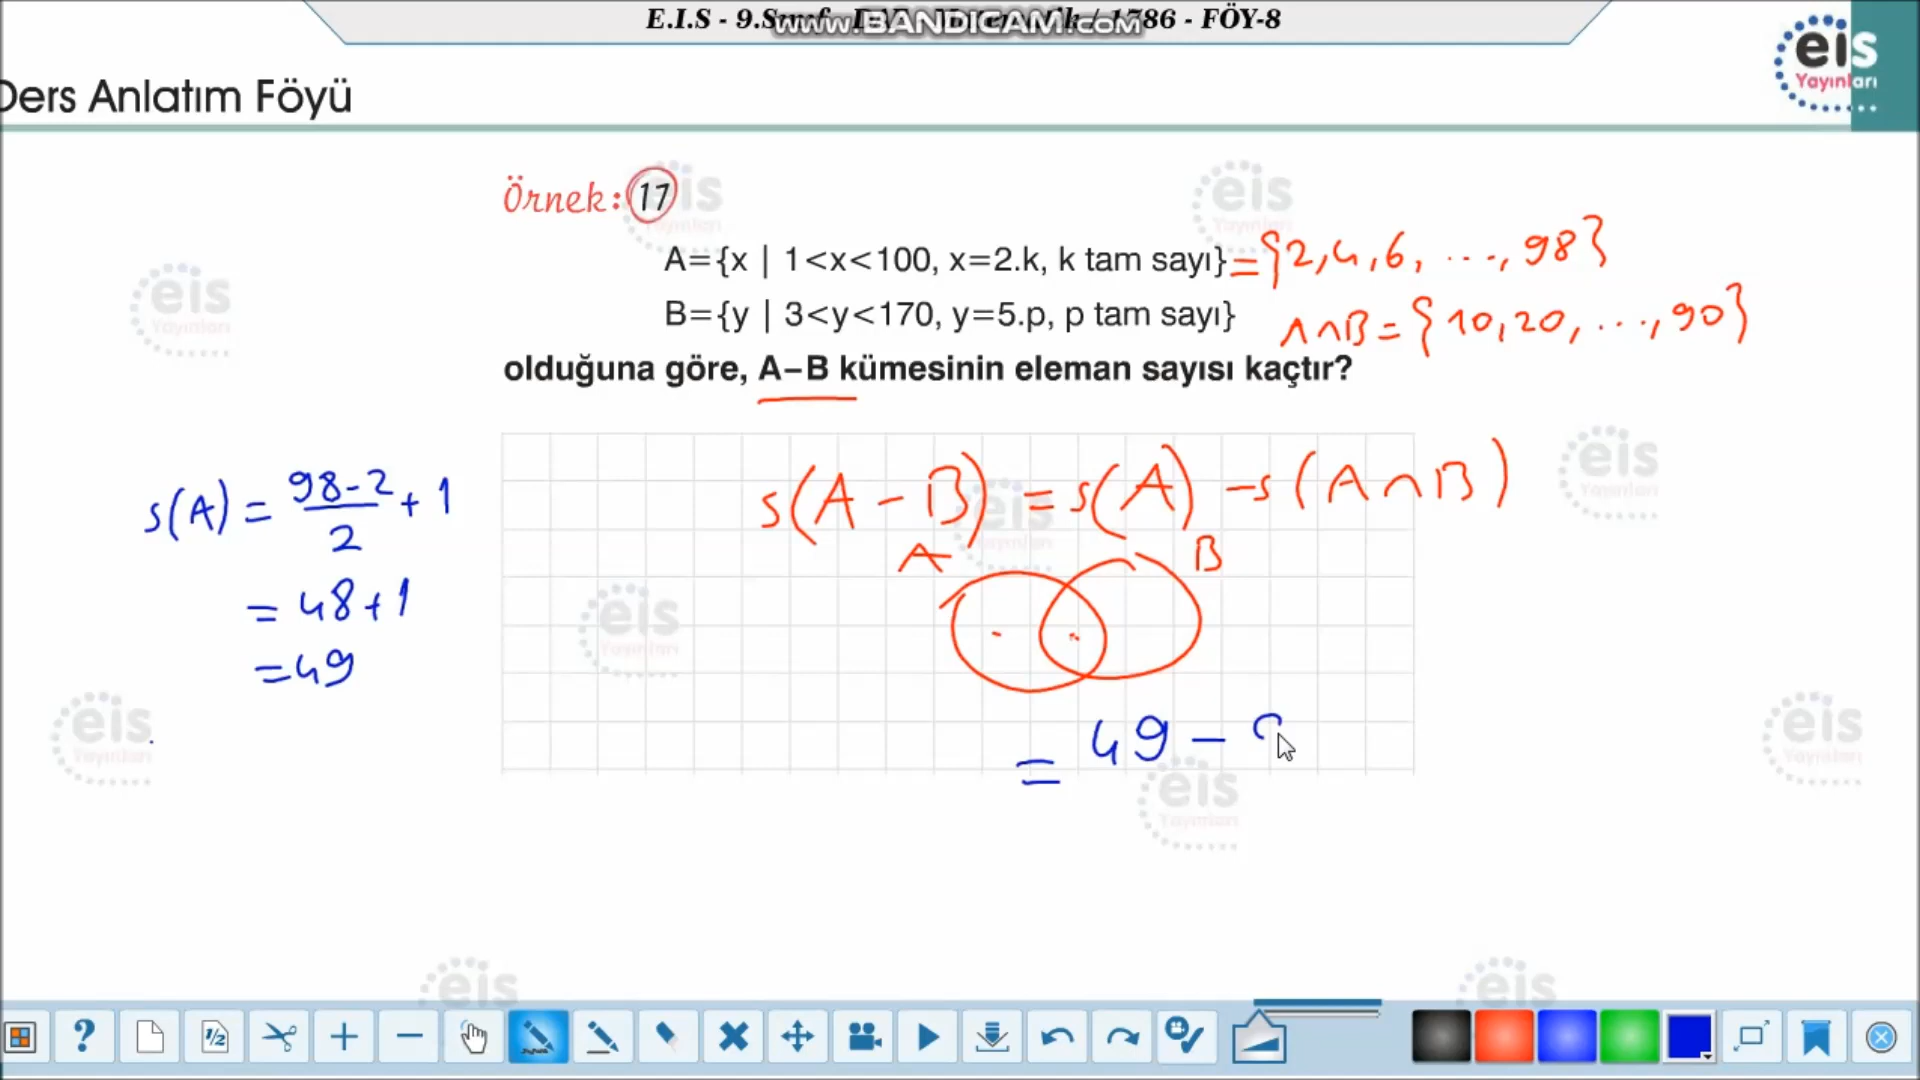 E.I.S - 9.Sınıf
www.BANDICAM.com
1786 - FÖY-8
eis
Yayınları
Ders Anlatım Föyü
Örnek: 17
A={x | 1<x<100, x=2.k, k tam sayı} = {2,4,6, ..., 98}
B={y | 3<y<170, y=5.p, p tam sayı}
A∩B = {10,20, ..., 90}
olduğuna göre, A–B kümesinin eleman sayısı kaçtır?
s(A - B) = s(A) - s(A∩B)
A B
s(A) = 98-2/2 + 1
= 48+1
= 49
= 49 -